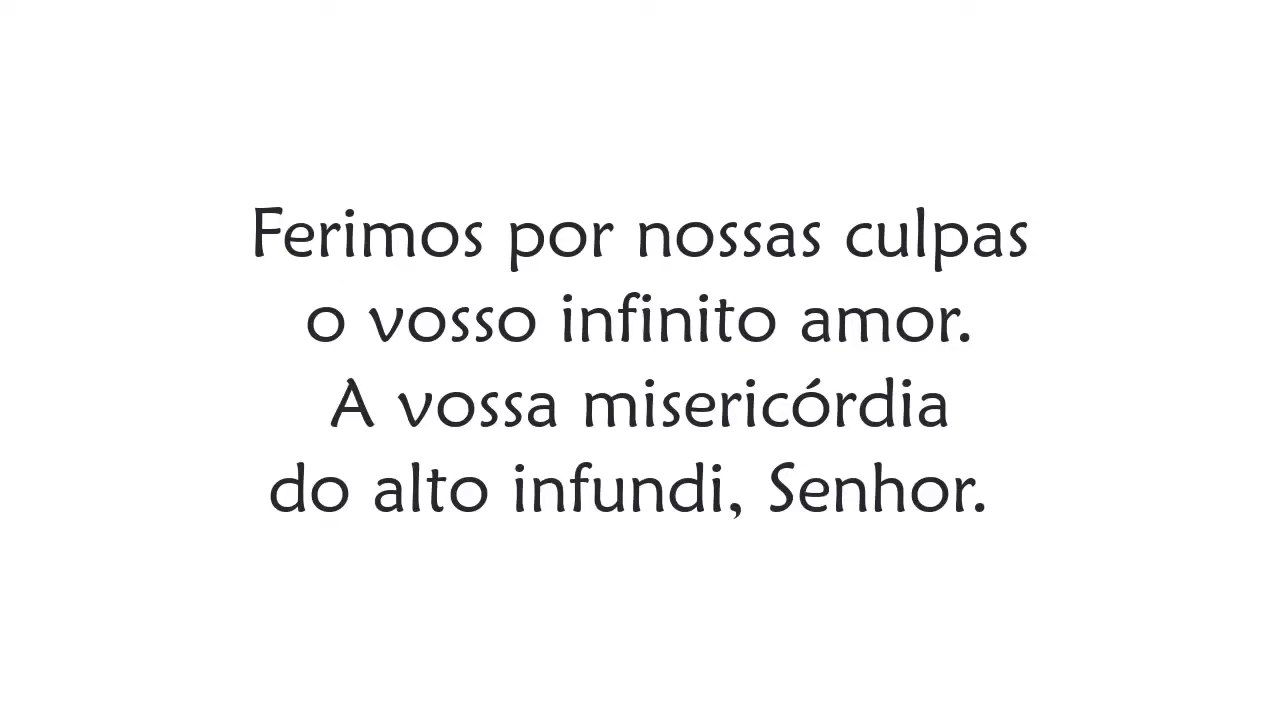 Ferimos por nossas culpas
o vosso infinito amor.
A vossa misericórdia
do alto infundi, Senhor.